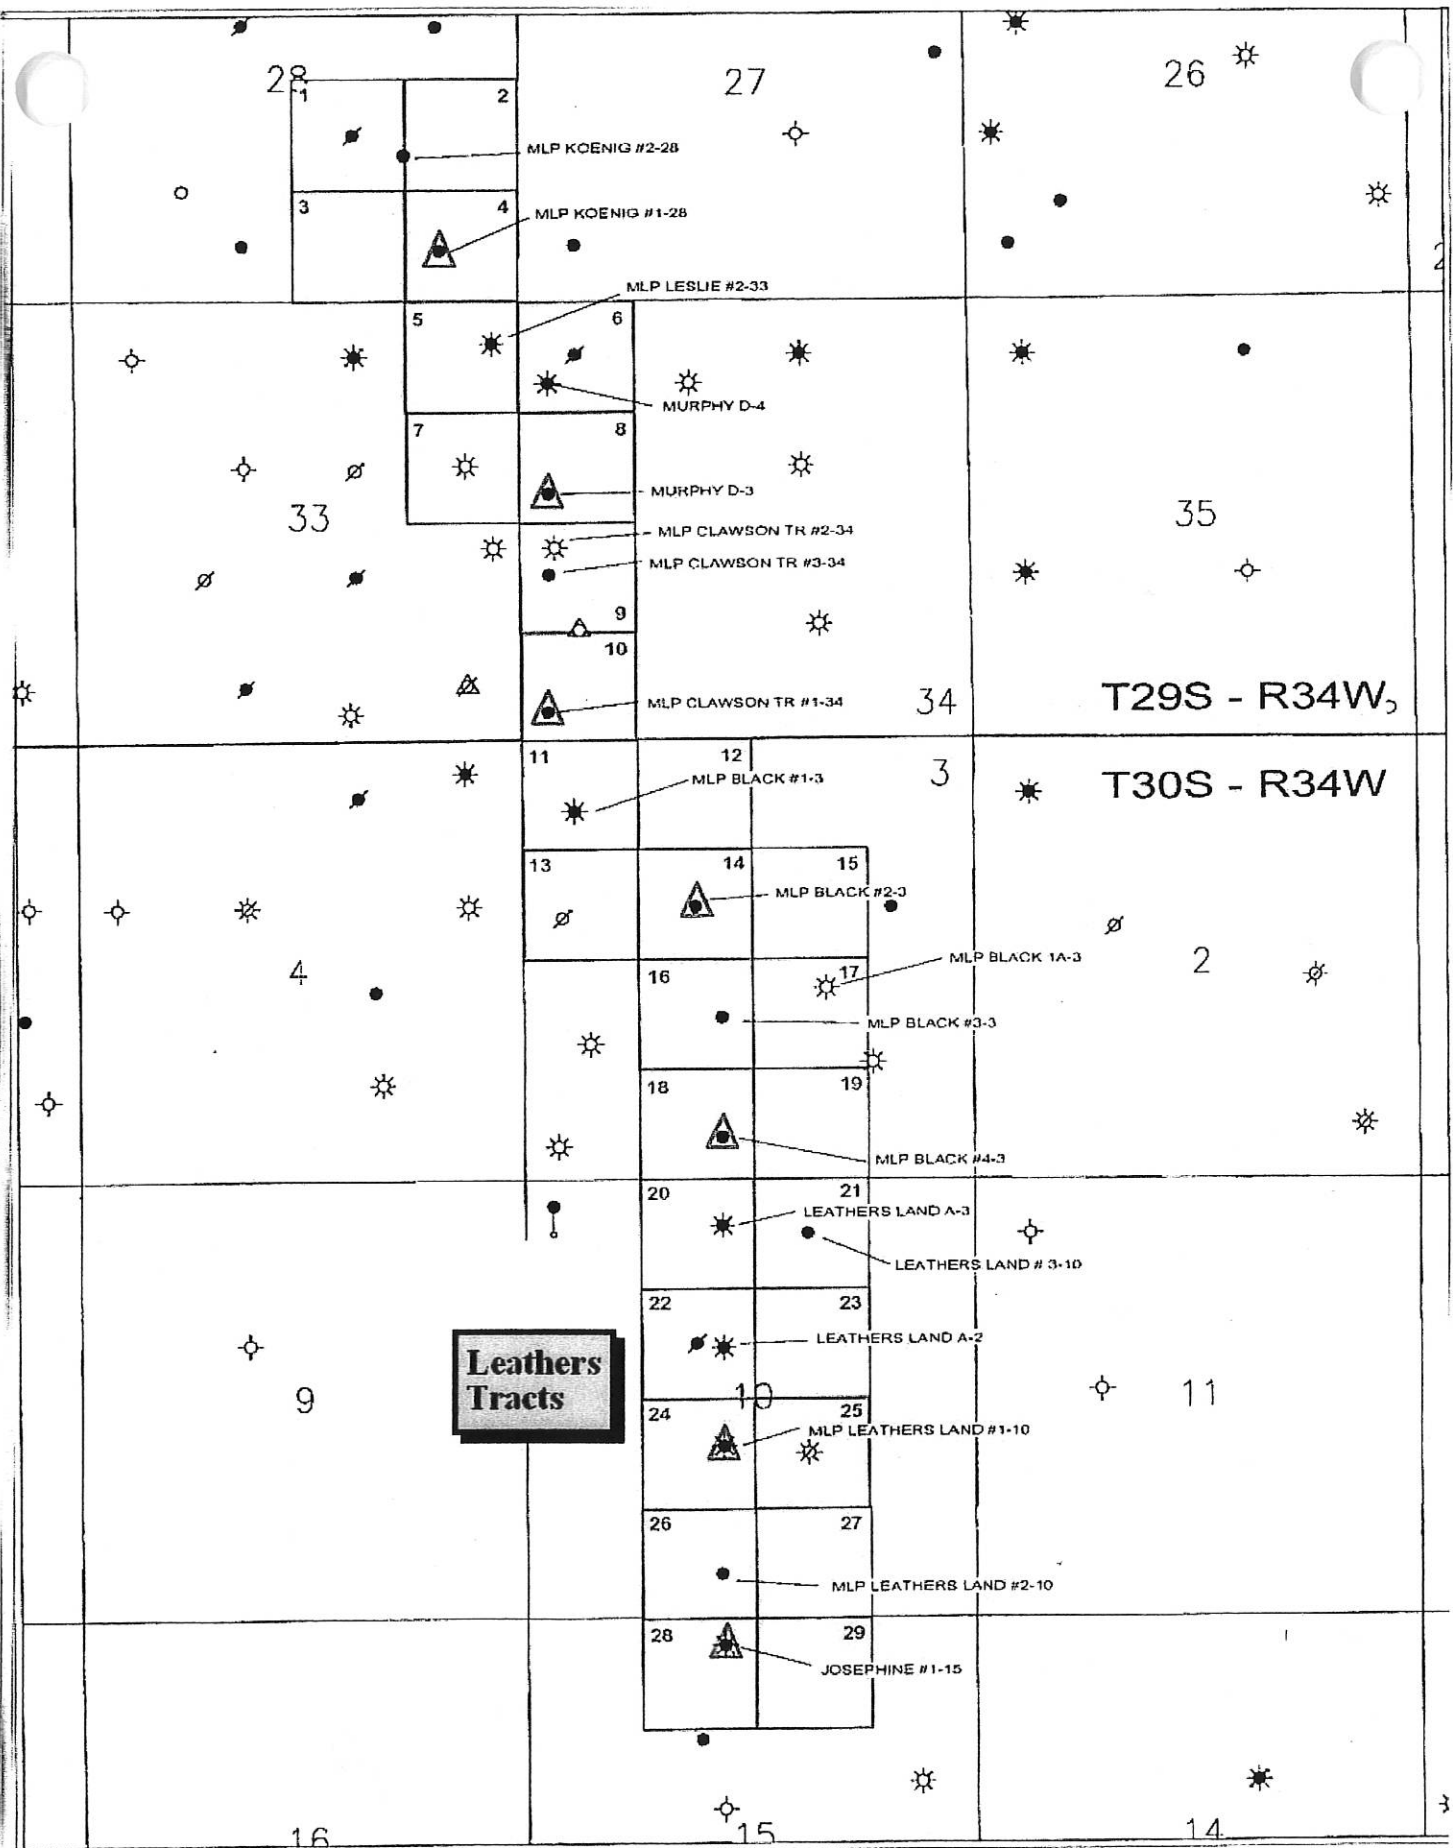 28
27
26
1
2
MLP KOENIG #2-28
3
4
MLP KOENIG #1-28
MLP LESLIE #2-33
5
6
MURPHY D-4
7
8
MURPHY D-3
33
35
MLP CLAWSON TR #2-34
MLP CLAWSON TR #3-34
9
10
MLP CLAWSON TR #1-34
34
T29S - R34W
11
12
MLP BLACK #1-3
3
T30S - R34W
13
14
15
MLP BLACK #2-3
4
MLP BLACK 1A-3
2
16
17
MLP BLACK #3-3
18
19
MLP BLACK #4-3
20
21
LEATHERS LAND A-3
LEATHERS LAND # 3-10
22
23
LEATHERS LAND A-2
Leathers
Tracts
9
10
11
24
25
MLP LEATHERS LAND #1-10
26
27
MLP LEATHERS LAND #2-10
28
29
JOSEPHINE #1-15
16
15
14